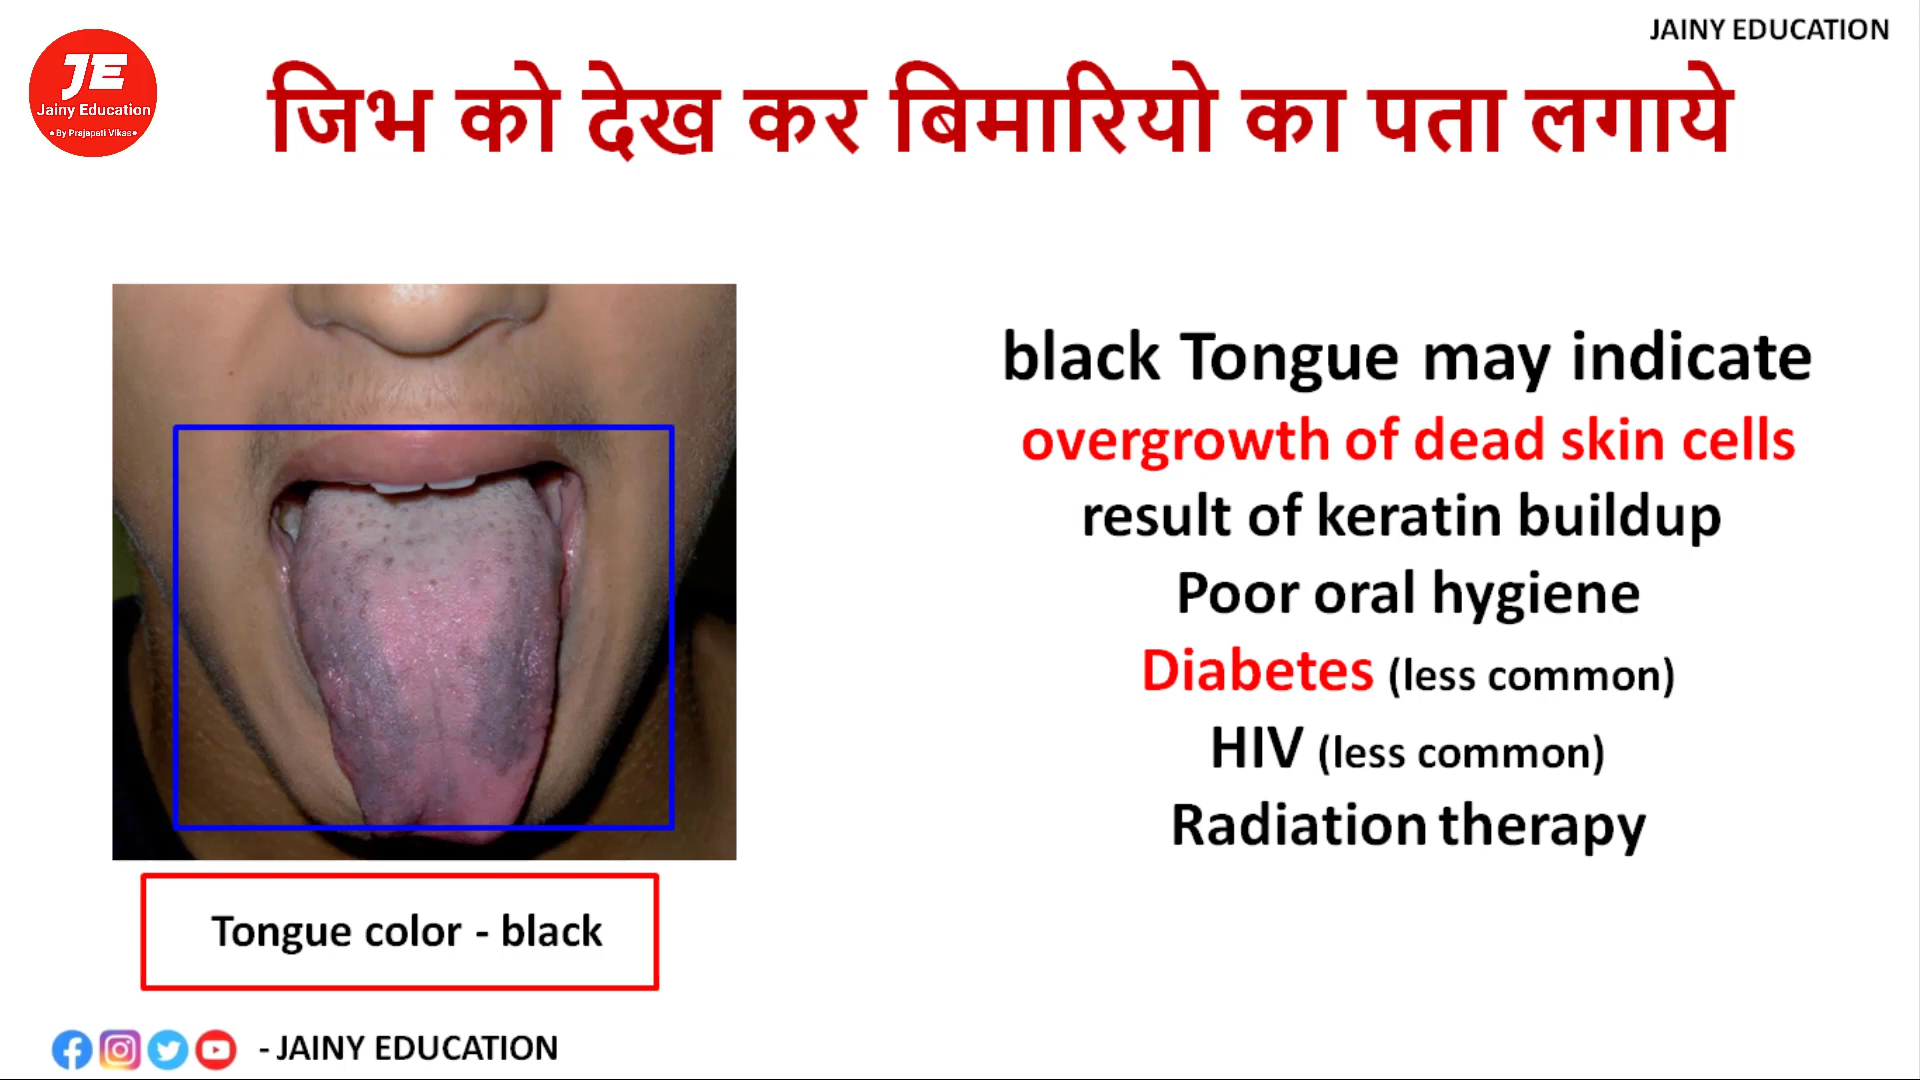 JAINY EDUCATION
JE
Jainy Education
• By Prajapati Vikas •
जिभ को देख कर बिमारियो का पता लगाये
black Tongue may indicate
overgrowth of dead skin cells
result of keratin buildup
Poor oral hygiene
Diabetes (less common)
HIV (less common)
Radiation therapy
Tongue color - black
- JAINY EDUCATION